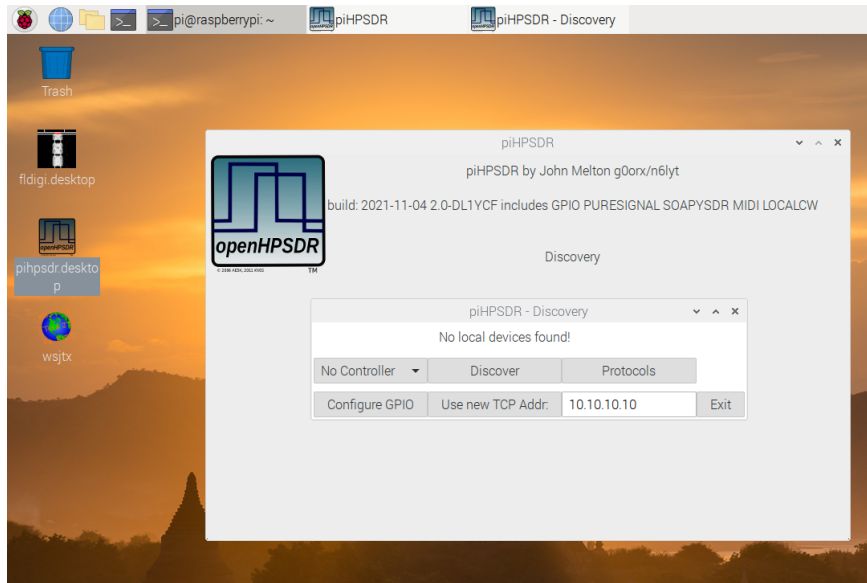 pi@raspberrypi: ~
piHPSDR
piHPSDR - Discovery
Trash
fldigi.desktop
openHPSDR
pihpsdr.deskto
p
wsjtx
piHPSDR
openHPSDR
TM
piHPSDR by John Melton g0orx/n6lyt
build: 2021-11-04 2.0-DL1YCF includes GPIO PURESIGNAL SOAPYSDR MIDI LOCALCW
Discovery
piHPSDR - Discovery
No local devices found!
No Controller
Discover
Protocols
Configure GPIO
Use new TCP Addr:
10.10.10.10
Exit